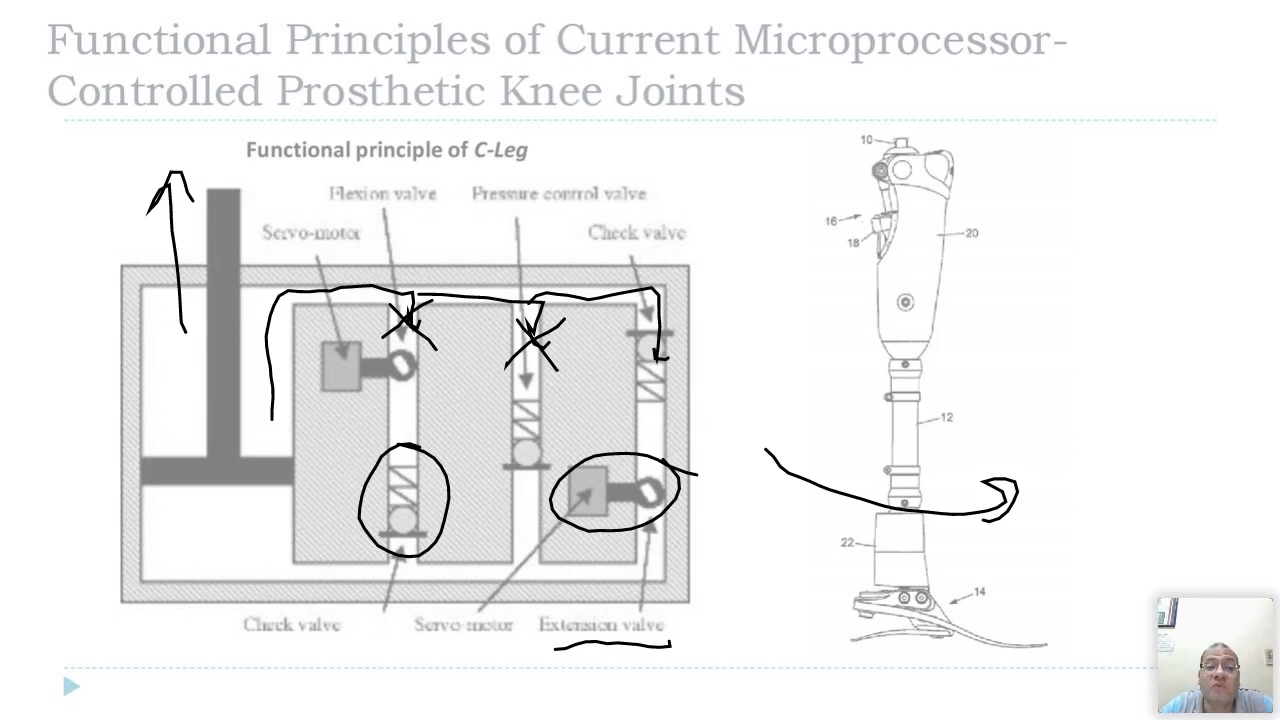 Functional Principles of Current Microprocessor-
Controlled Prosthetic Knee Joints
Functional principle of C-Leg
Flexion valve
Pressure control valve
Servo-motor
Check valve
Check valve
Servo-motor
Extension valve
10
16
18
20
12
22
14